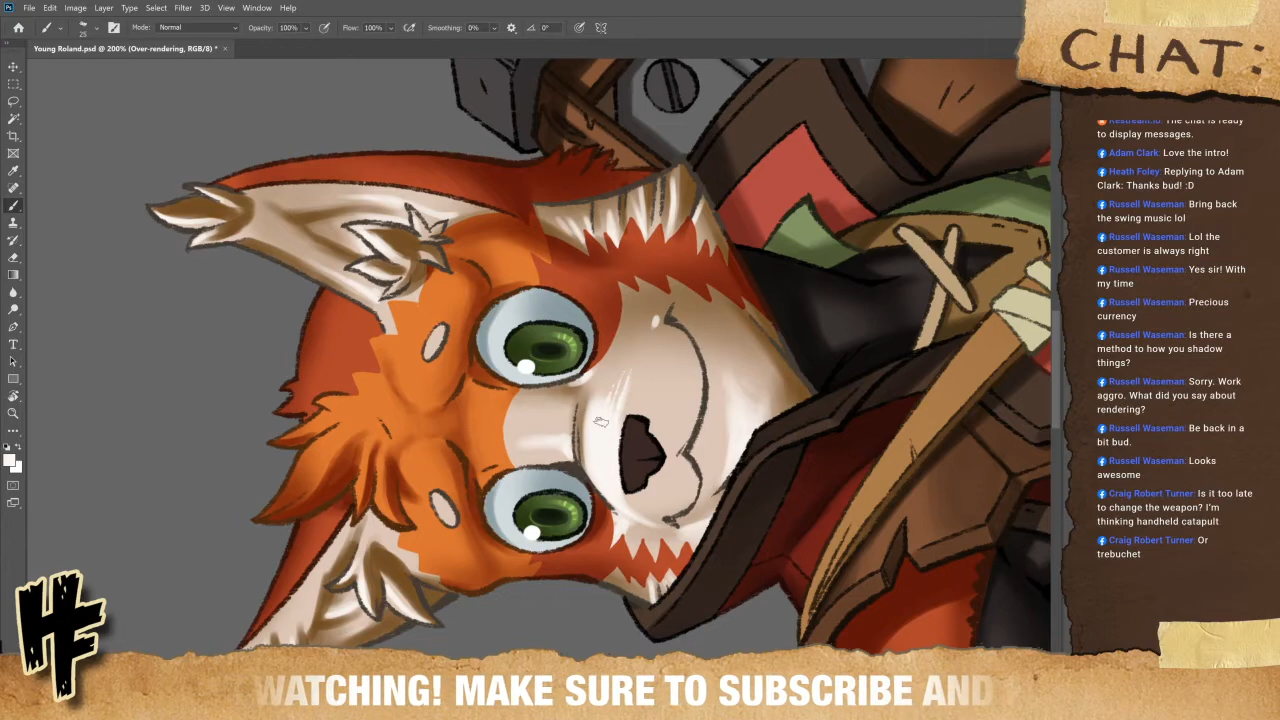 File Edit Image Layer Type Select Filter 3D View Window Help
25 Mode: Normal Opacity: 100% Flow: 100% Smoothing: 0% 0°
Young Roland.psd @ 200% (Over-rendering, RGB/8) *
CHAT:
Restream.io: The chat is ready
to display messages.
Adam Clark: Love the intro!
Heath Foley: Replying to Adam
Clark: Thanks bud! :D
Russell Waseman: Bring back
the swing music lol
Russell Waseman: Lol the
customer is always right
Russell Waseman: Yes sir! With
my time
Russell Waseman: Precious
currency
Russell Waseman: Is there a
method to how you shadow
things?
Russell Waseman: Sorry. Work
aggro. What did you say about
rendering?
Russell Waseman: Be back in a
bit bud.
Russell Waseman: Looks
awesome
Craig Robert Turner: Is it too late
to change the weapon? I'm
thinking handheld catapult
Craig Robert Turner: Or
trebuchet
HF
WATCHING! MAKE SURE TO SUBSCRIBE AND